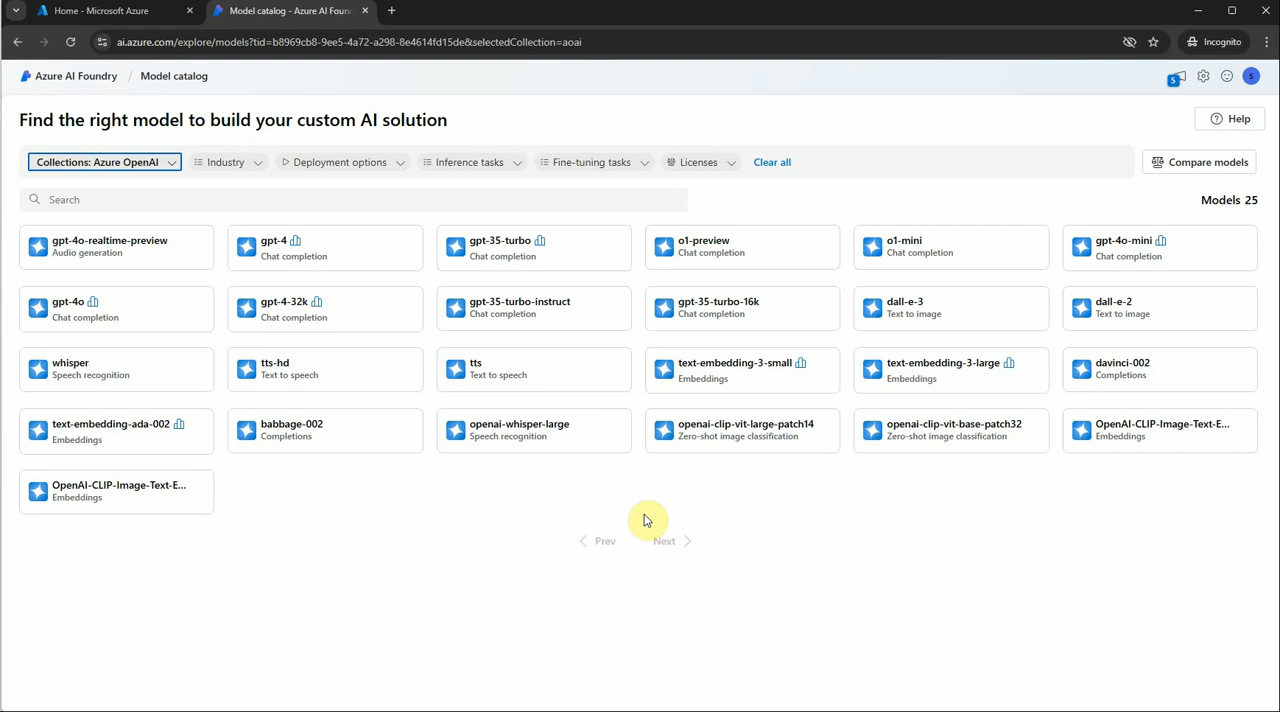 Home - Microsoft Azure
Model catalog - Azure AI Foun
ai.azure.com/explore/models?tid=b8969cb8-9ee5-4a72-a298-8e4614fd15de&selectedCollection=aoai
Incognito
Azure AI Foundry / Model catalog
5
S
Find the right model to build your custom AI solution
Help
Collections: Azure OpenAI
Industry
Deployment options
Inference tasks
Fine-tuning tasks
Licenses
Clear all
Compare models
Search
Models 25
gpt-4o-realtime-preview
Audio generation
gpt-4
Chat completion
gpt-35-turbo
Chat completion
o1-preview
Chat completion
o1-mini
Chat completion
gpt-4o-mini
Chat completion
gpt-4o
Chat completion
gpt-4-32k
Chat completion
gpt-35-turbo-instruct
Chat completion
gpt-35-turbo-16k
Chat completion
dall-e-3
Text to image
dall-e-2
Text to image
whisper
Speech recognition
tts-hd
Text to speech
tts
Text to speech
text-embedding-3-small
Embeddings
text-embedding-3-large
Embeddings
davinci-002
Completions
text-embedding-ada-002
Embeddings
babbage-002
Completions
openai-whisper-large
Speech recognition
openai-clip-vit-large-patch14
Zero-shot image classification
openai-clip-vit-base-patch32
Zero-shot image classification
OpenAI-CLIP-Image-Text-E...
Embeddings
OpenAI-CLIP-Image-Text-E...
Embeddings
Prev
Next